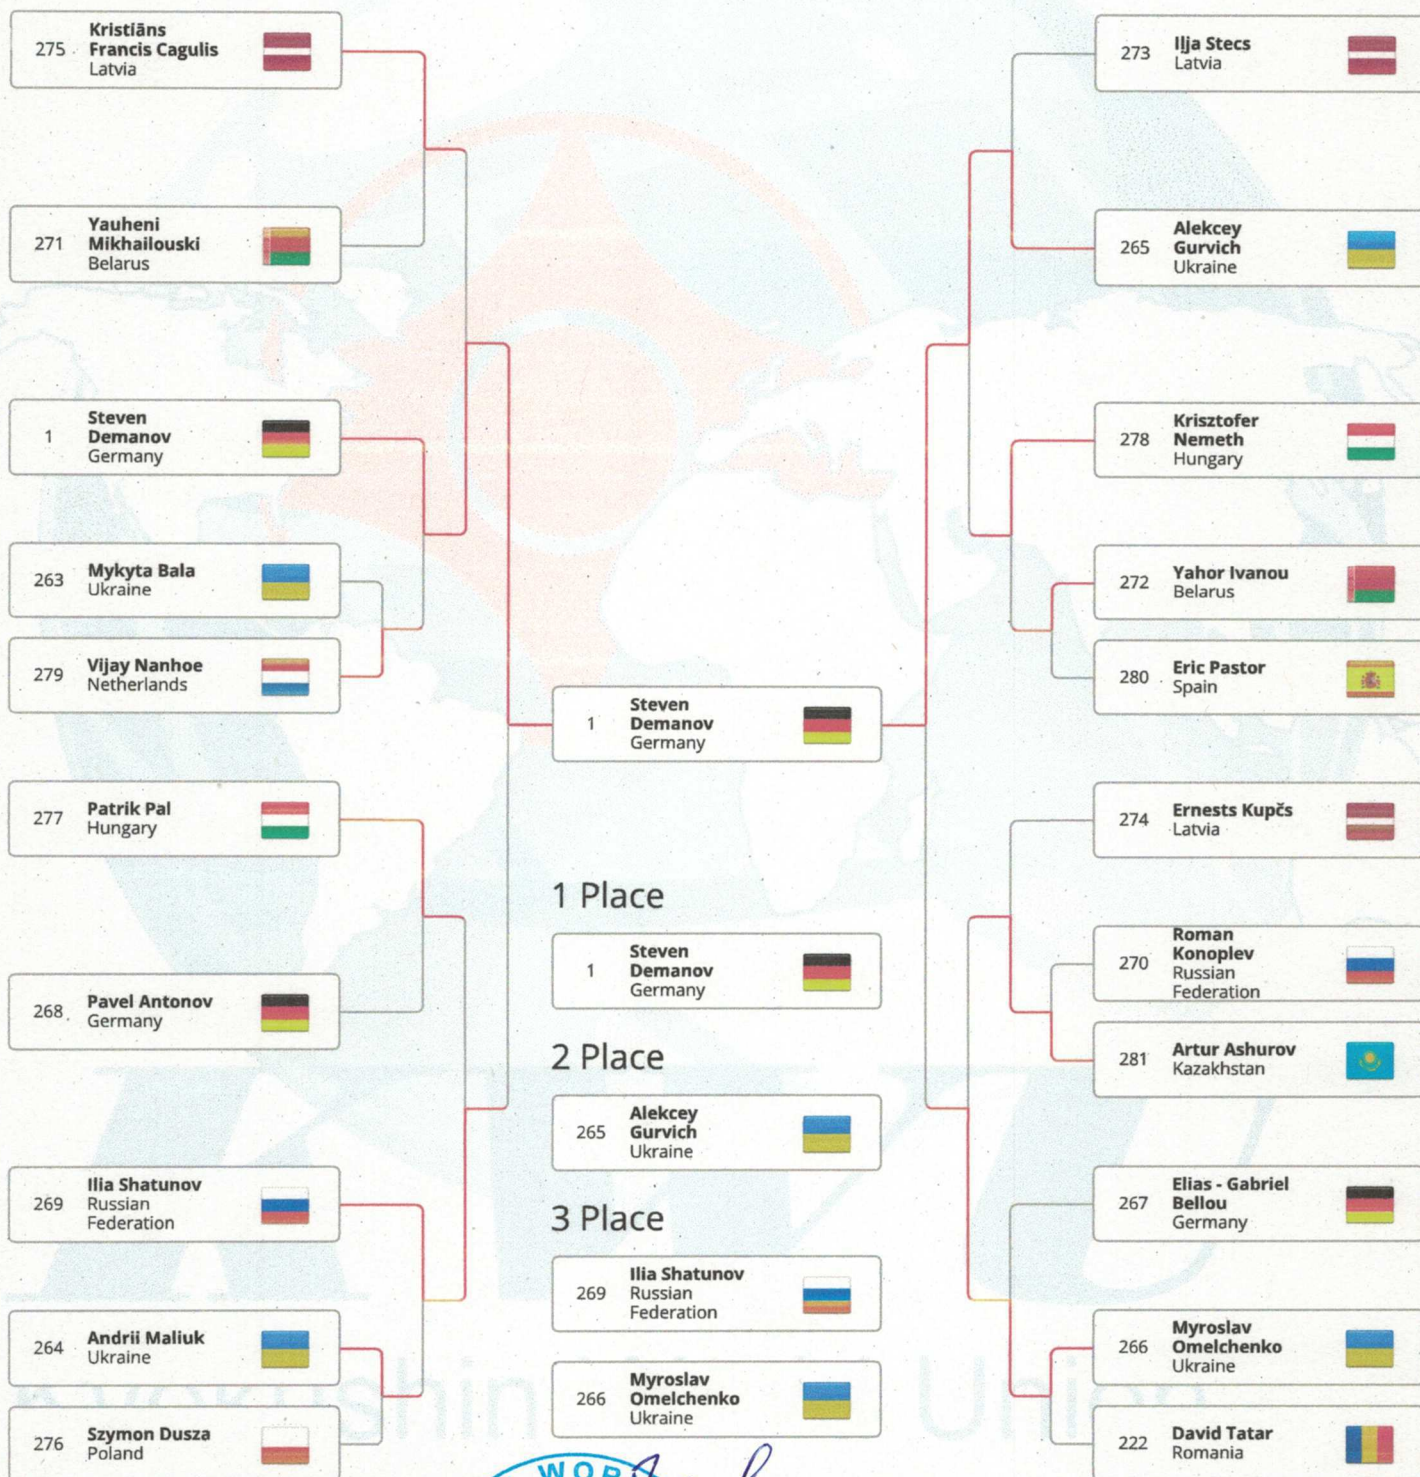 275
Kristiāns
Francis Cagulis
Latvia
271
Yauheni
Mikhailouski
Belarus
1
Steven
Demanov
Germany
263
Mykyta Bala
Ukraine
279
Vijay Nanhoe
Netherlands
277
Patrik Pal
Hungary
268
Pavel Antonov
Germany
269
Ilia Shatunov
Russian
Federation
264
Andrii Maliuk
Ukraine
276
Szymon Dusza
Poland
1
Steven
Demanov
Germany
1 Place
1
Steven
Demanov
Germany
2 Place
265
Alekcey
Gurvich
Ukraine
3 Place
269
Ilia Shatunov
Russian
Federation
266
Myroslav
Omelchenko
Ukraine
273
Iļja Stecs
Latvia
265
Alekcey
Gurvich
Ukraine
278
Krisztofer
Nemeth
Hungary
272
Yahor Ivanou
Belarus
280
Eric Pastor
Spain
274
Ernests Kupčs
Latvia
270
Roman
Konoplev
Russian
Federation
281
Artur Ashurov
Kazakhstan
267
Elias - Gabriel
Bellou
Germany
266
Myroslav
Omelchenko
Ukraine
222
David Tatar
Romania
KWU
Union